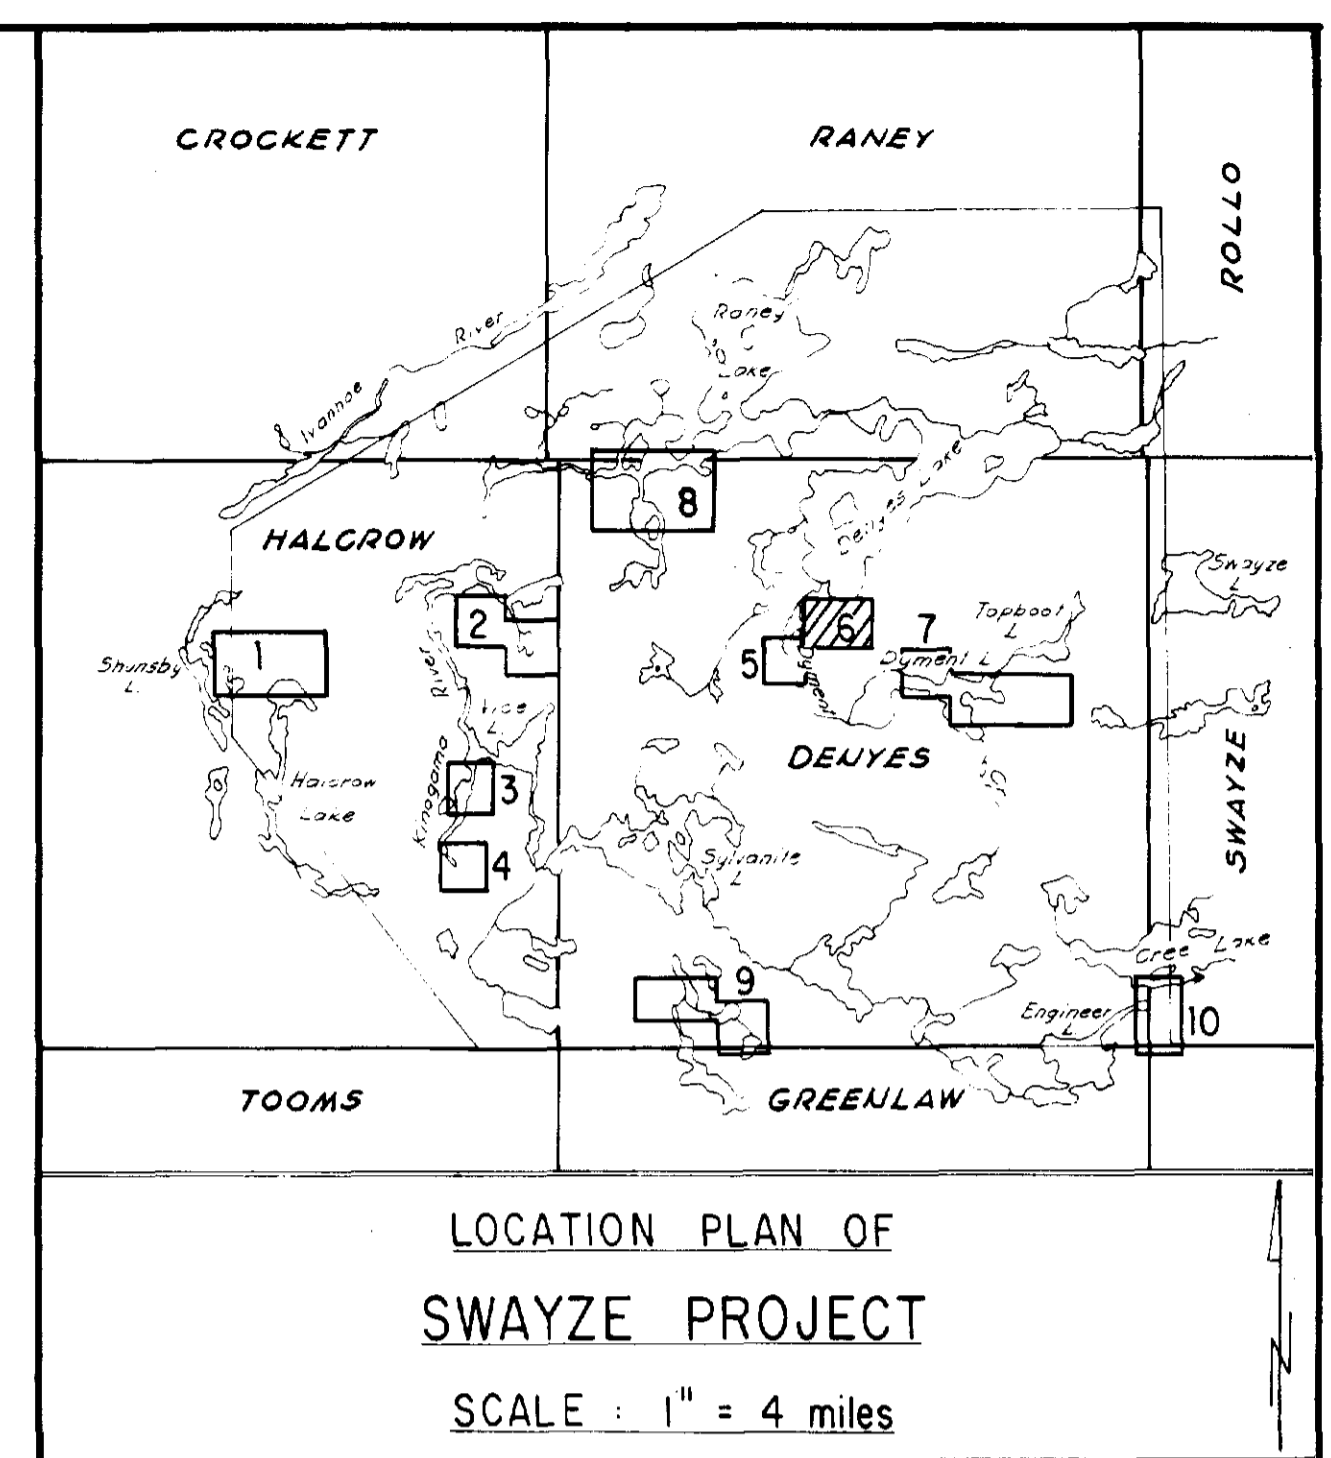 CROCKETT
RANEY
ROLLO
River
Raney
Lake
Ivanhoe
Denyes Lake
8
HALCROW
Swayze
L
2
6
7
Topboot
L
1
5
Dyment L
Shunsby
L.
River
Dyment
L
DENYES
Halcrow
Lake
Kinogama
3
SWAYZE
4
Sylvanite
L
Cree Lake
9
Engineer
L
10
TOOMS
GREENLAW
LOCATION PLAN OF
SWAYZE PROJECT
SCALE : 1" = 4 miles